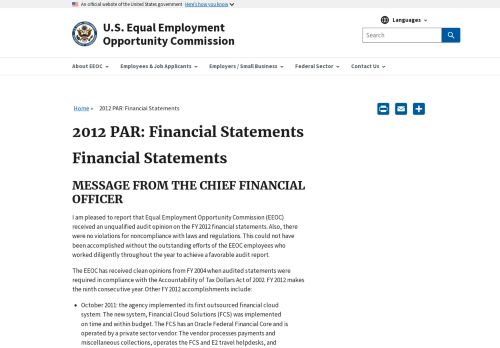 An official website of the United States government Here's how you know
U.S. Equal Employment
Opportunity Commission
Languages
Search
About EEOC
Employees & Job Applicants
Employers / Small Business
Federal Sector
Contact Us
Home » 2012 PAR: Financial Statements
2012 PAR: Financial Statements
Financial Statements
MESSAGE FROM THE CHIEF FINANCIAL
OFFICER
I am pleased to report that Equal Employment Opportunity Commission (EEOC)
received an unqualified audit opinion on the FY 2012 financial statements. Also, there
were no violations for noncompliance with laws and regulations. This could not have
been accomplished without the outstanding efforts of the EEOC employees who
worked diligently throughout the year to achieve a favorable audit report.
The EEOC has received clean opinions from FY 2004 when audited statements were
required in compliance with the Accountability of Tax Dollars Act of 2002. FY 2012 makes
the ninth consecutive year. Other FY 2012 accomplishments include:
• October 2011: the agency implemented its first outsourced financial cloud
system. The new system, Financial Cloud Solutions (FCS) was implemented
on time and within budget. The FCS has an Oracle Federal Financial Core and is
operated by a private sector vendor. The vendor processes payments and
miscellaneous collections, operates the FCS and E2 travel helpdesks, and